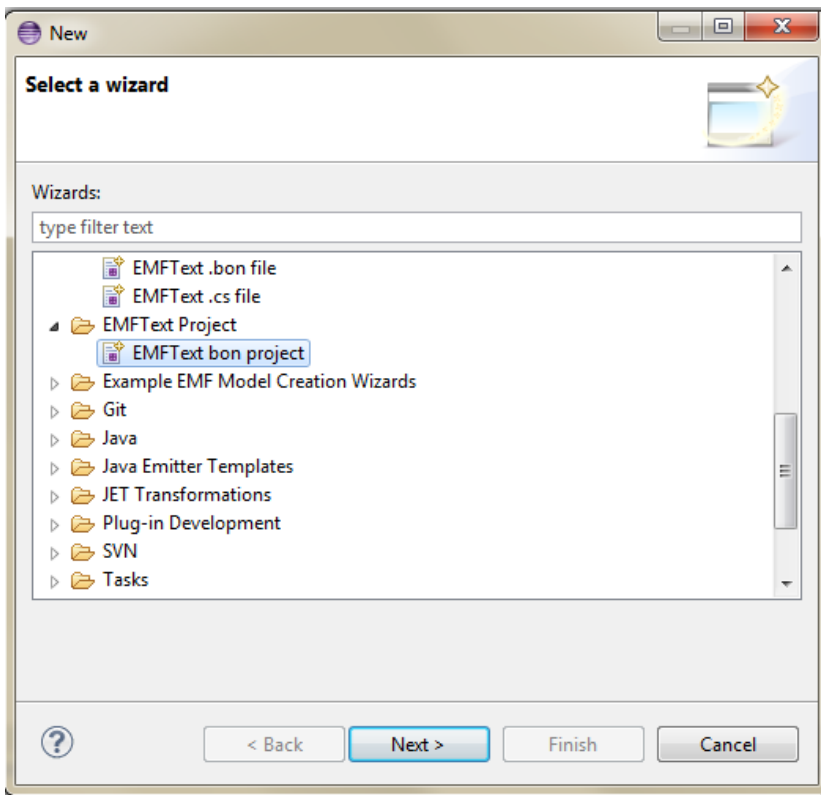 New
Select a wizard
Wizards:
type filter text
EMFText .bon file
EMFText .cs file
EMFText Project
EMFText bon project
Example EMF Model Creation Wizards
Git
Java
Java Emitter Templates
JET Transformations
Plug-in Development
SVN
Tasks
? < Back Next > Finish Cancel